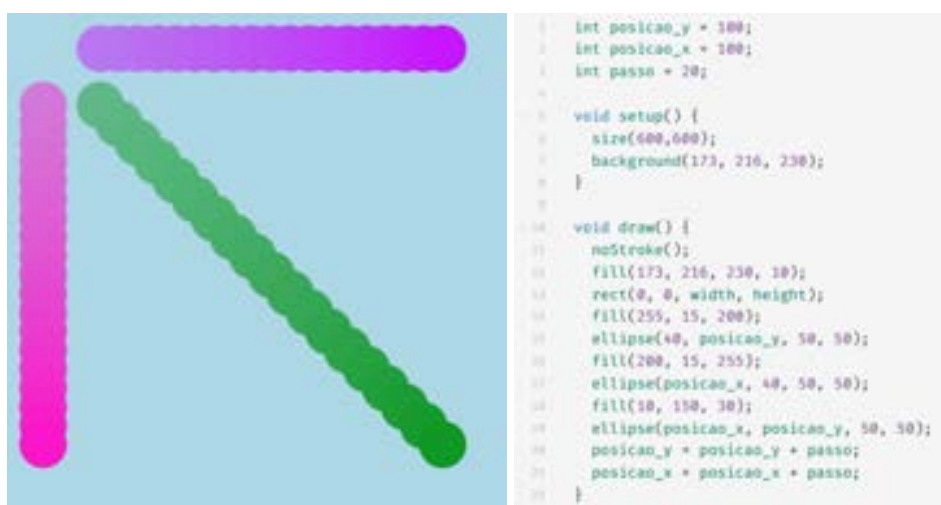 int posicao_y = 100;
int posicao_x = 100;
int passo = 20;
void setup() {
size(600,600);
background(173, 216, 230);
}
void draw() {
noStroke();
fill(173, 216, 230, 10);
rect(0, 0, width, height);
fill(255, 15, 200);
ellipse(40, posicao_y, 50, 50);
fill(200, 15, 255);
ellipse(posicao_x, 40, 50, 50);
fill(10, 150, 30);
ellipse(posicao_x, posicao_y, 50, 50);
posicao_y = posicao_y + passo;
posicao_x = posicao_x + passo;
}